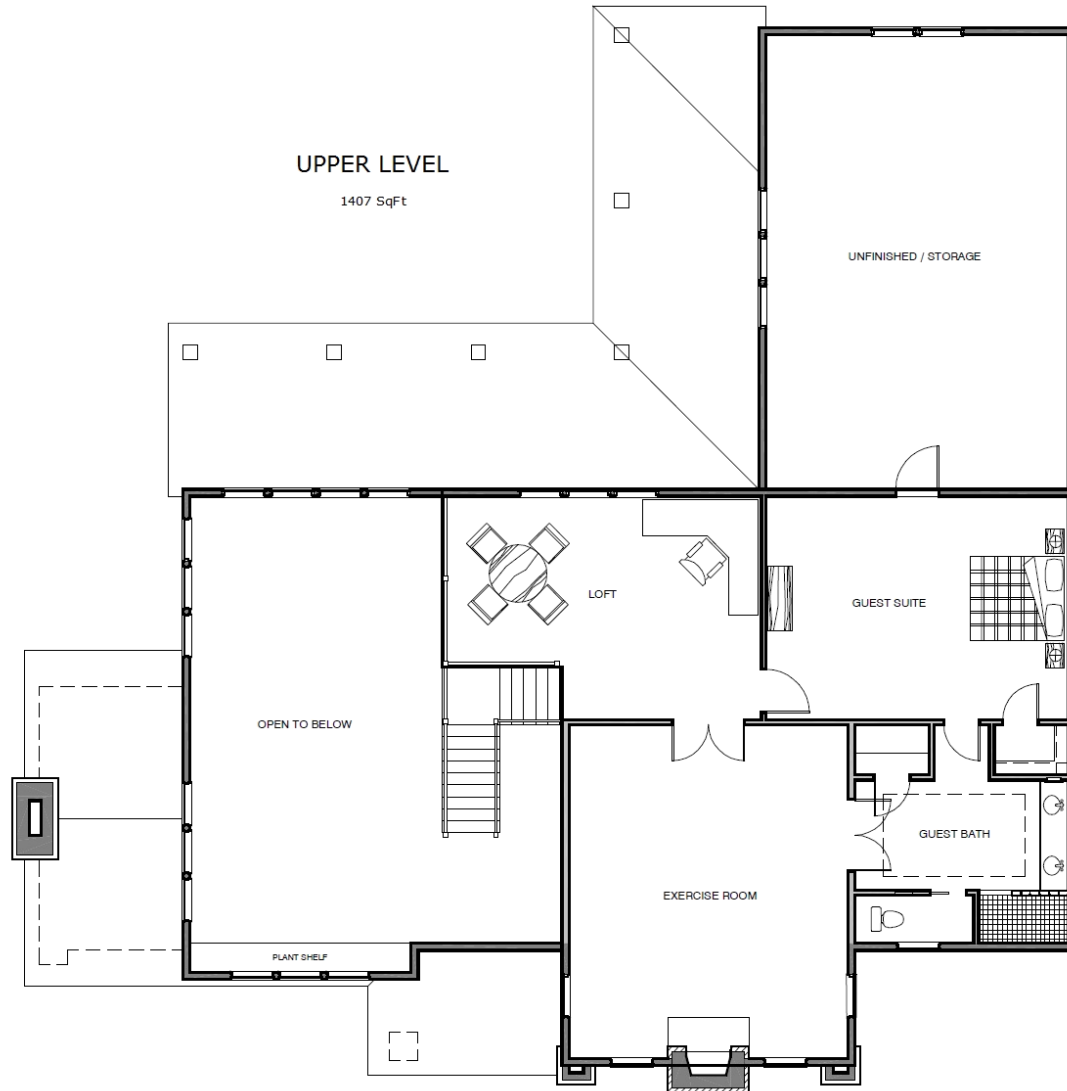 UPPER LEVEL
1407 SqFt
UNFINISHED / STORAGE
LOFT
GUEST SUITE
OPEN TO BELOW
GUEST BATH
EXERCISE ROOM
PLANT SHELF